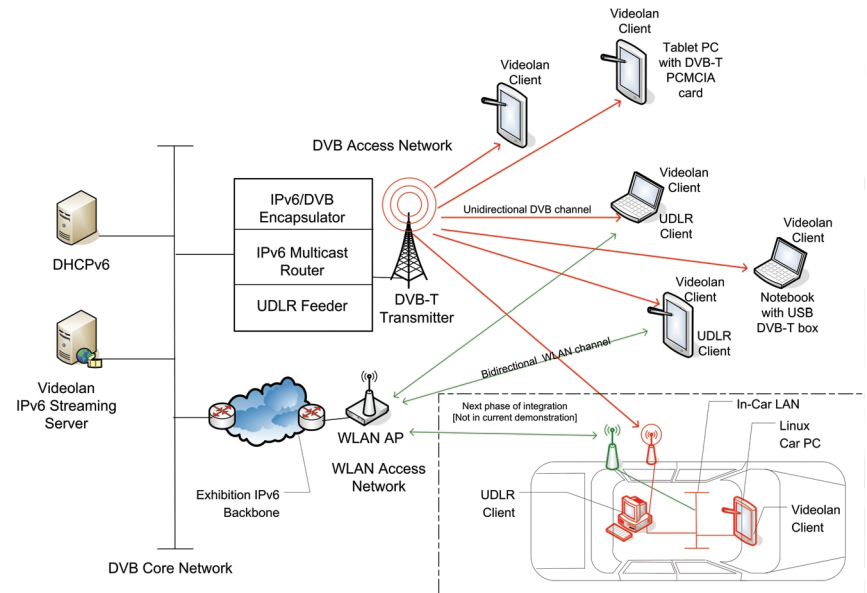 Videolan
Client
Tablet PC
with DVB-T
PCMCIA
card
Videolan
Client
DVB Access Network
IPv6/DVB
Encapsulator
IPv6 Multicast
Router
UDLR Feeder
DVB-T
Transmitter
Unidirectional DVB channel
Videolan
Client
UDLR
Client
Videolan
Client
Notebook
with USB
DVB-T box
Videolan
Client
UDLR
Client
DHCPv6
Videolan
IPv6 Streaming
Server
Bidirectional WLAN channel
WLAN AP
WLAN Access
Network
Exhibition IPv6
Backbone
DVB Core Network
Next phase of integration
[Not in current demonstration]
In-Car LAN
Linux
Car PC
UDLR
Client
Videolan
Client